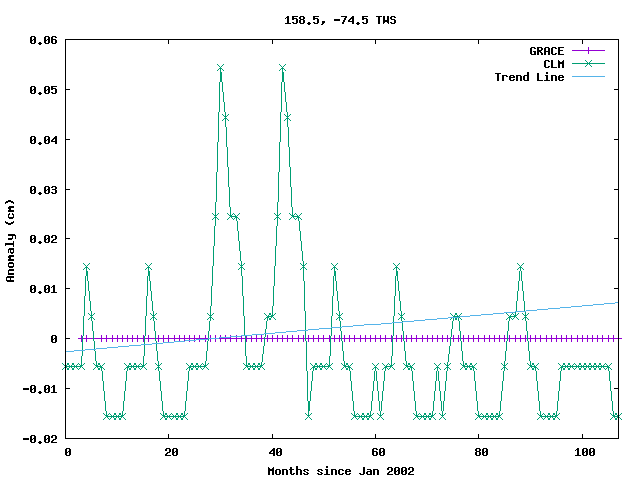 158.5, -74.5 TWS
GRACE
CLM
Trend Line
0.06
0.05
0.04
0.03
0.02
0.01
0
-0.01
-0.02
Anomaly (cm)
0 20 40 60 80 100
Months since Jan 2002